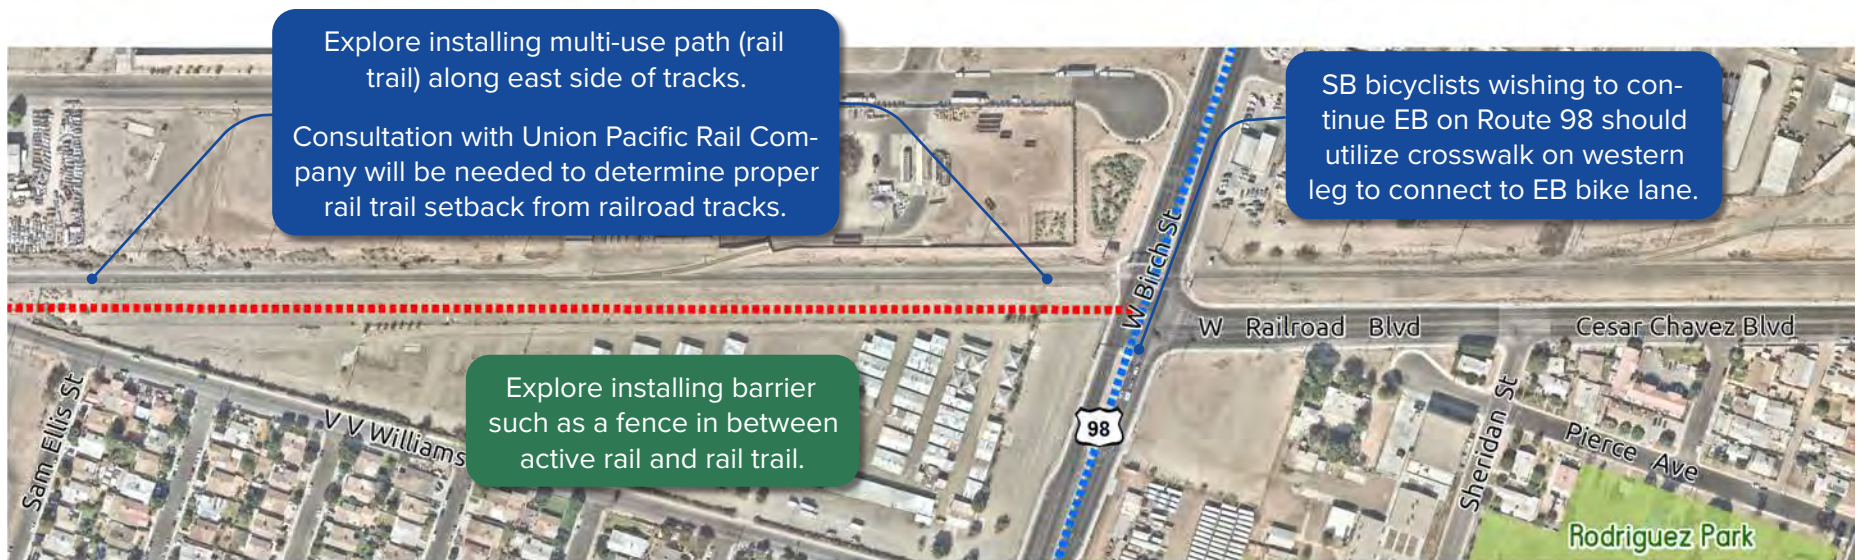 Explore installing multi-use path (rail
trail) along east side of tracks.
Consultation with Union Pacific Rail Com-
pany will be needed to determine proper
rail trail setback from railroad tracks.
SB bicyclists wishing to con-
tinue EB on Route 98 should
utilize crosswalk on western
leg to connect to EB bike lane.
W Birch St
W Railroad Blvd
Cesar Chavez Blvd
Explore installing barrier
such as a fence in between
active rail and rail trail.
Sam Ellis St
V V Williams
98
Sheridan St
Pierce Ave
Rodriguez Park